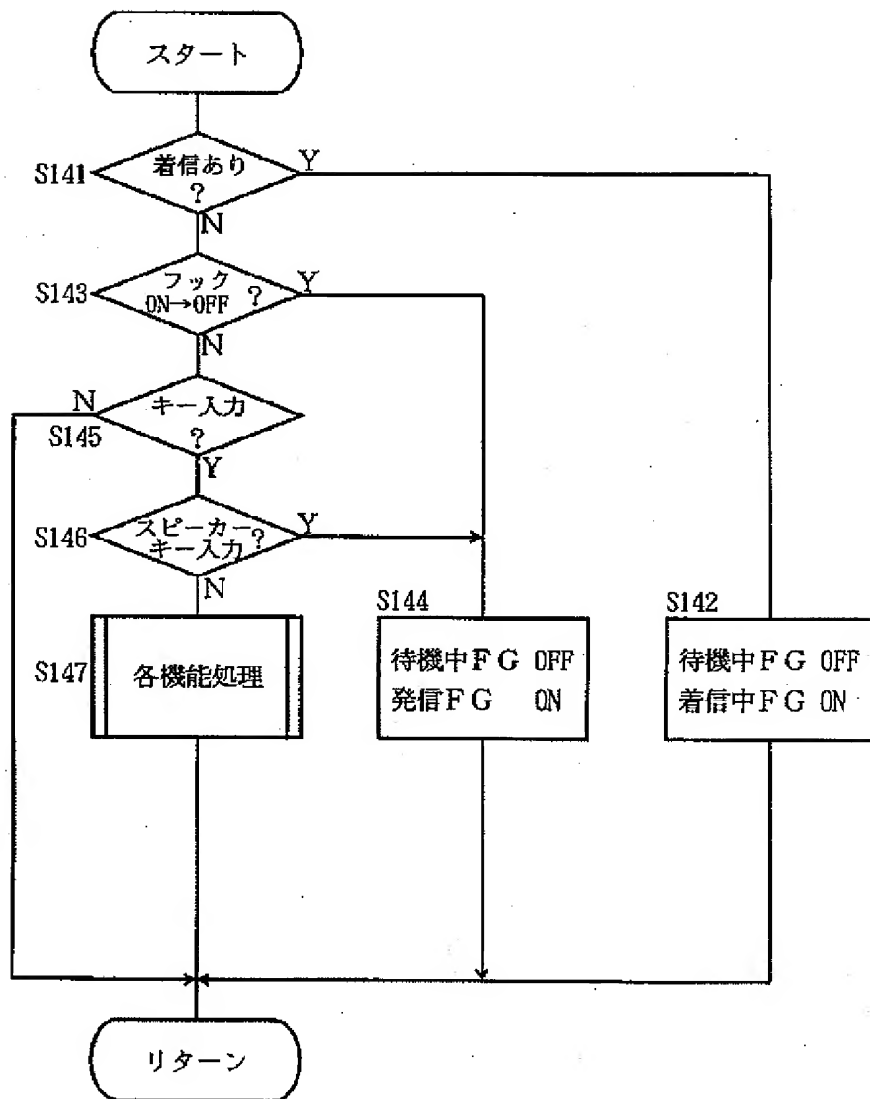 スタート
S141
着信あり
?
Y
N
S143
フック
ON→OFF ?
Y
N
N
S145
キー入力
?
Y
S146
スピーカー
キー入力?
Y
N
S147
各機能処理
S144
待機中FG OFF
発信FG ON
S142
待機中FG OFF
着信中FG ON
リターン